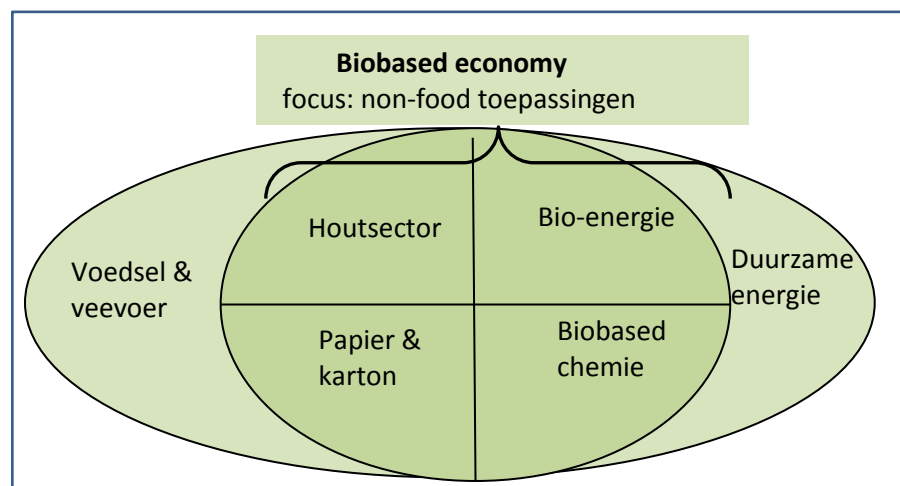 Biobased economy
focus: non-food toepassingen
Houtsector
Bio-energie
Voedsel &
veevoer
Duurzame
energie
Papier &
karton
Biobased
chemie